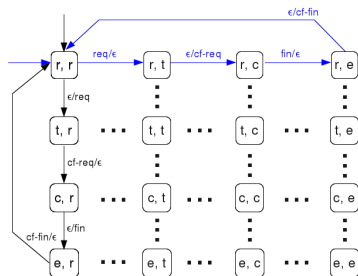 ϵ/cf-fin
r, r req/ϵ r, t ϵ/cf-req r, c fin/ϵ r, e
ϵ/req
t, r t, t t, c t, e
cf-req/ϵ
c, r c, t c, c c, e
cf-fin/ϵ ϵ/fin
e, r e, t e, c e, e